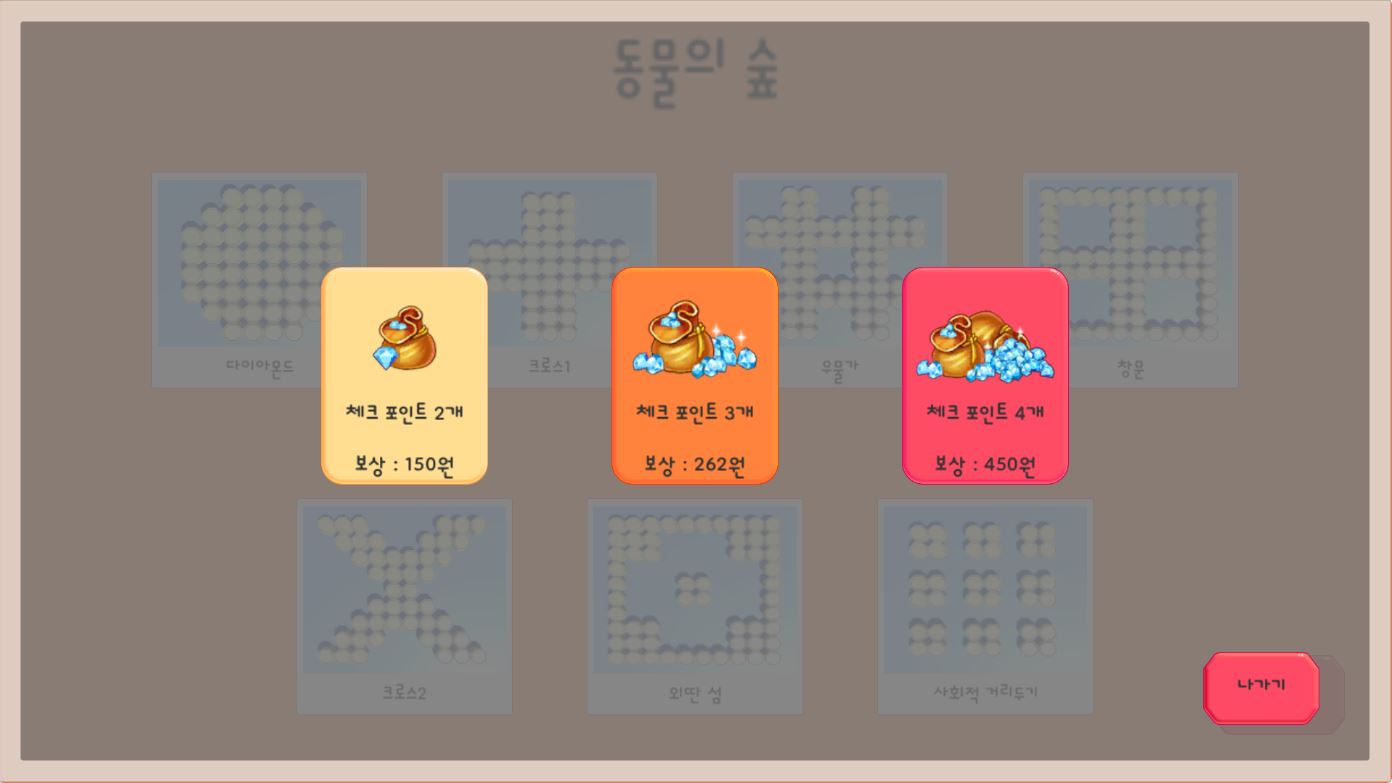 동물의 숲
다이아몬드
크로스1
우물가
창문
체크 포인트 2개
보상 : 150원
체크 포인트 3개
보상 : 262원
체크 포인트 4개
보상 : 450원
크로스2
외딴 섬
사회적 거리두기
나가기